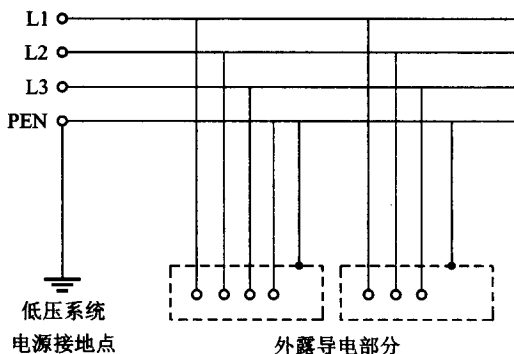 L1
L2
L3
PEN
低压系统
电源接地点
外露导电部分